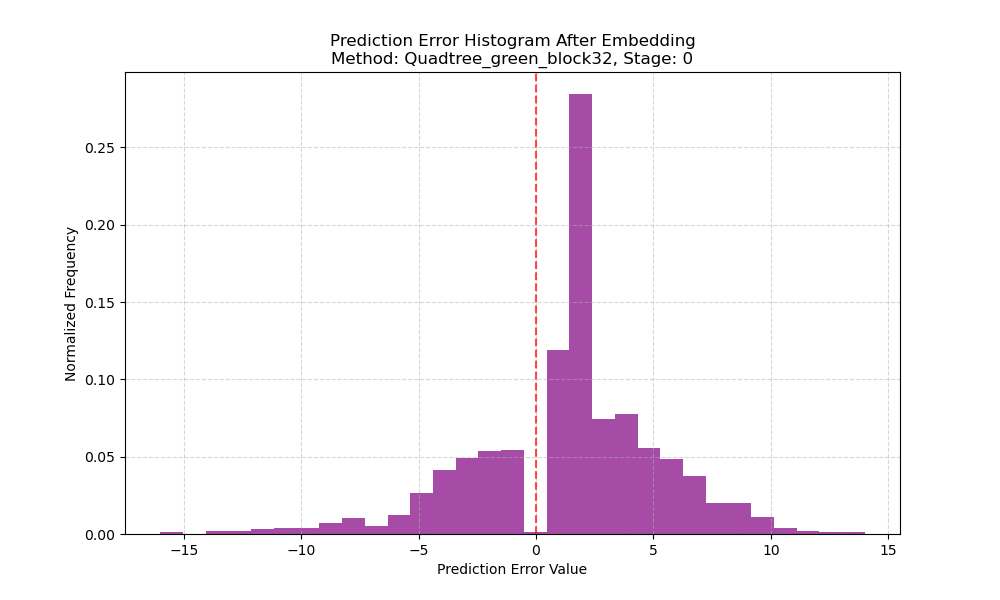 Prediction Error Histogram After Embedding
Method: Quadtree_green_block32, Stage: 0
Normalized Frequency
0.25
0.20
0.15
0.10
0.05
0.00
−15 −10 −5 0 5 10 15
Prediction Error Value